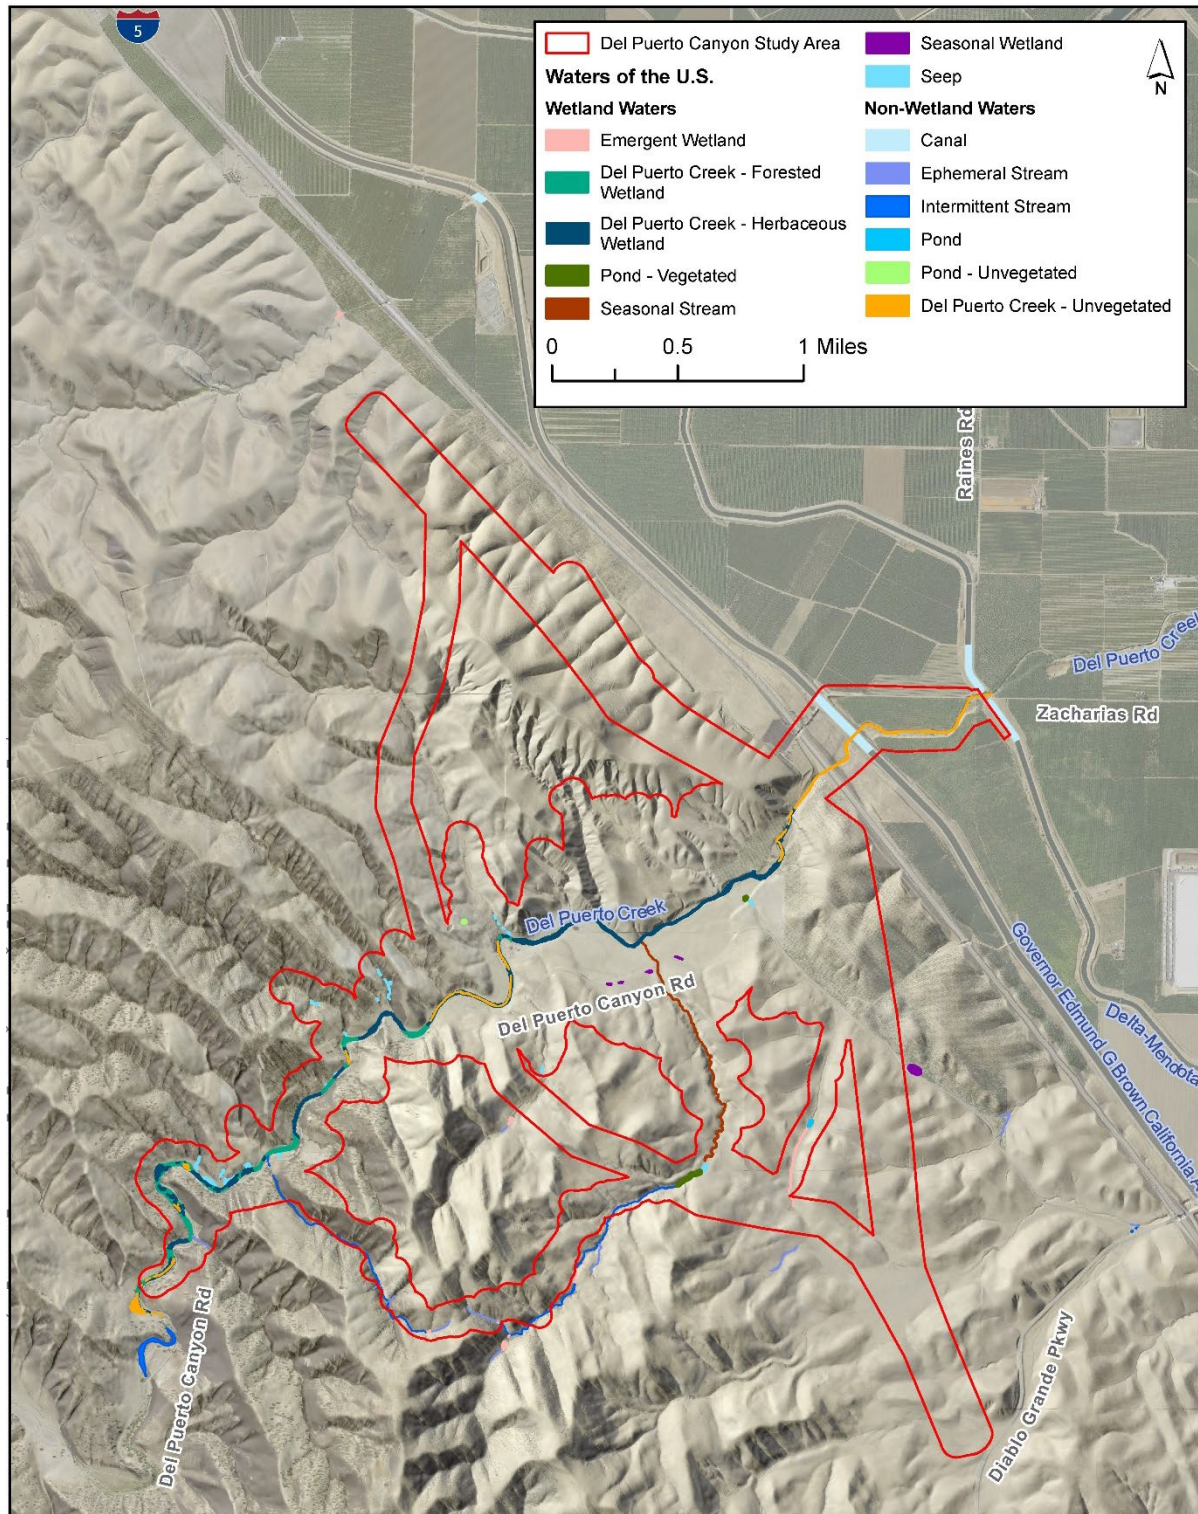 5
Del Puerto Canyon Study Area
Waters of the U.S.
Wetland Waters
Emergent Wetland
Del Puerto Creek - Forested
Wetland
Del Puerto Creek - Herbaceous
Wetland
Pond - Vegetated
Seasonal Stream
Seasonal Wetland
Seep
Non-Wetland Waters
Canal
Ephemeral Stream
Intermittent Stream
Pond
Pond - Unvegetated
Del Puerto Creek - Unvegetated
N
0 0.5 1 Miles
Raines Rd
Del Puerto Creek
Zacharias Rd
Del Puerto Creek
Del Puerto Canyon Rd
Governor Edmund G Brown California A
Delta-Mendota
Del Puerto Canyon Rd
Diablo Grande Pkwy